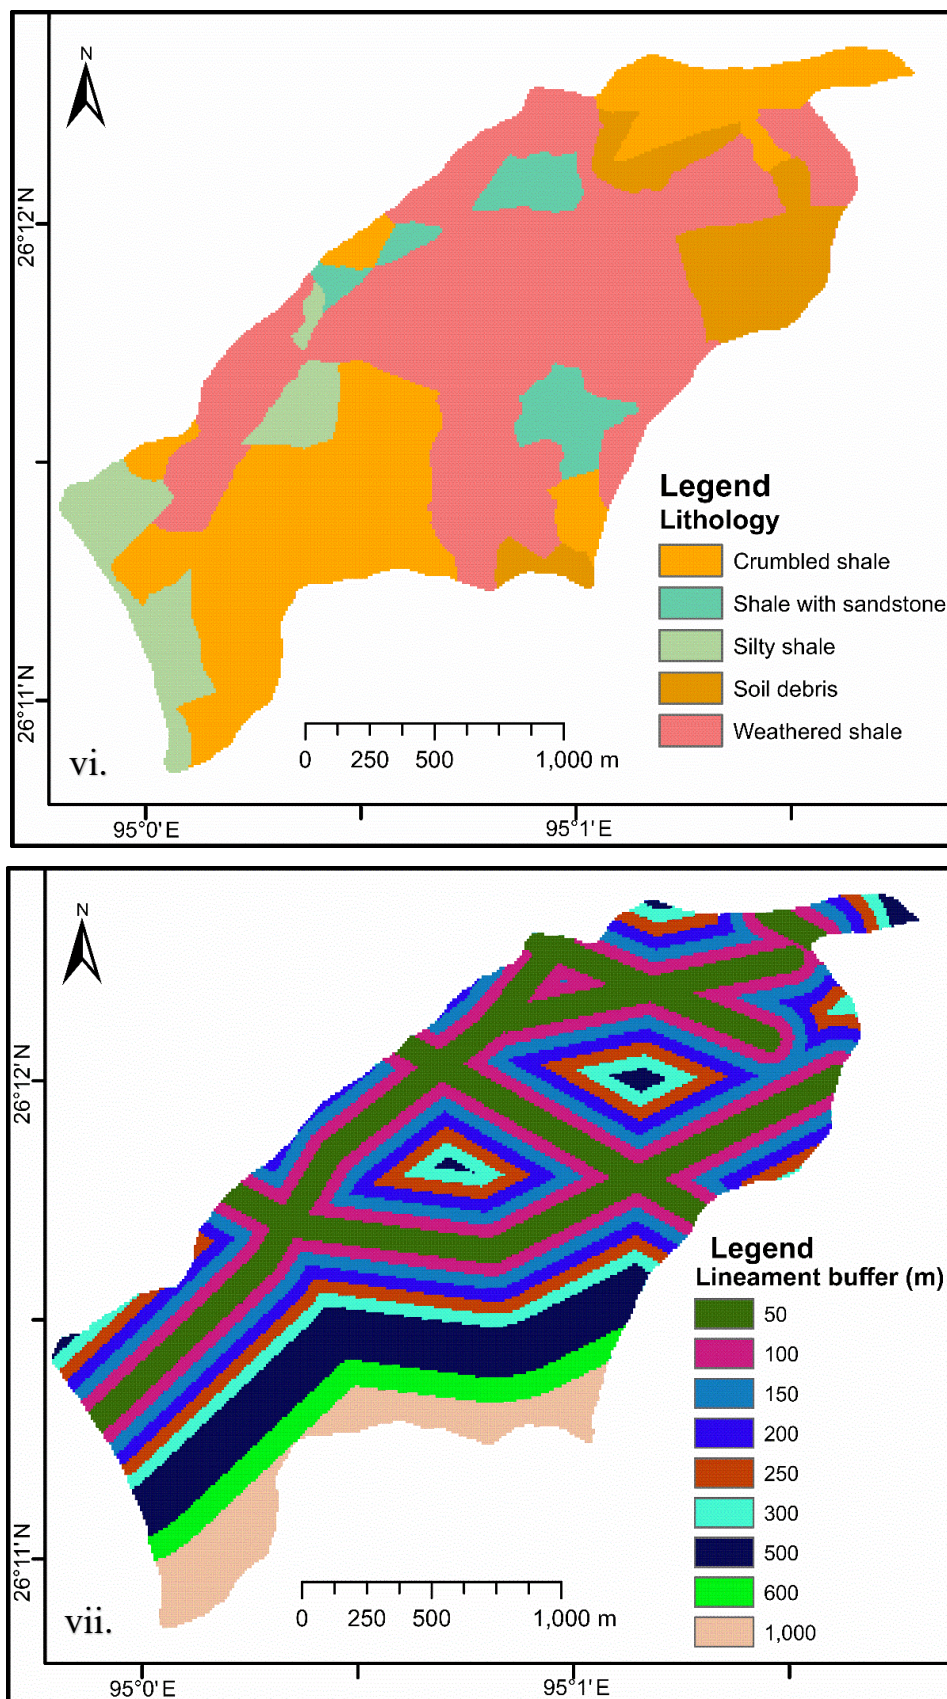 N
26°12'N
26°11'N
Legend
Lithology
Crumbled shale
Shale with sandstone
Silty shale
Soil debris
Weathered shale
0 250 500 1,000 m
vi.
95°0'E 95°1'E
N
26°12'N
26°11'N
Legend
Lineament buffer (m)
50
100
150
200
250
300
500
600
1,000
0 250 500 1,000 m
vii.
95°0'E 95°1'E